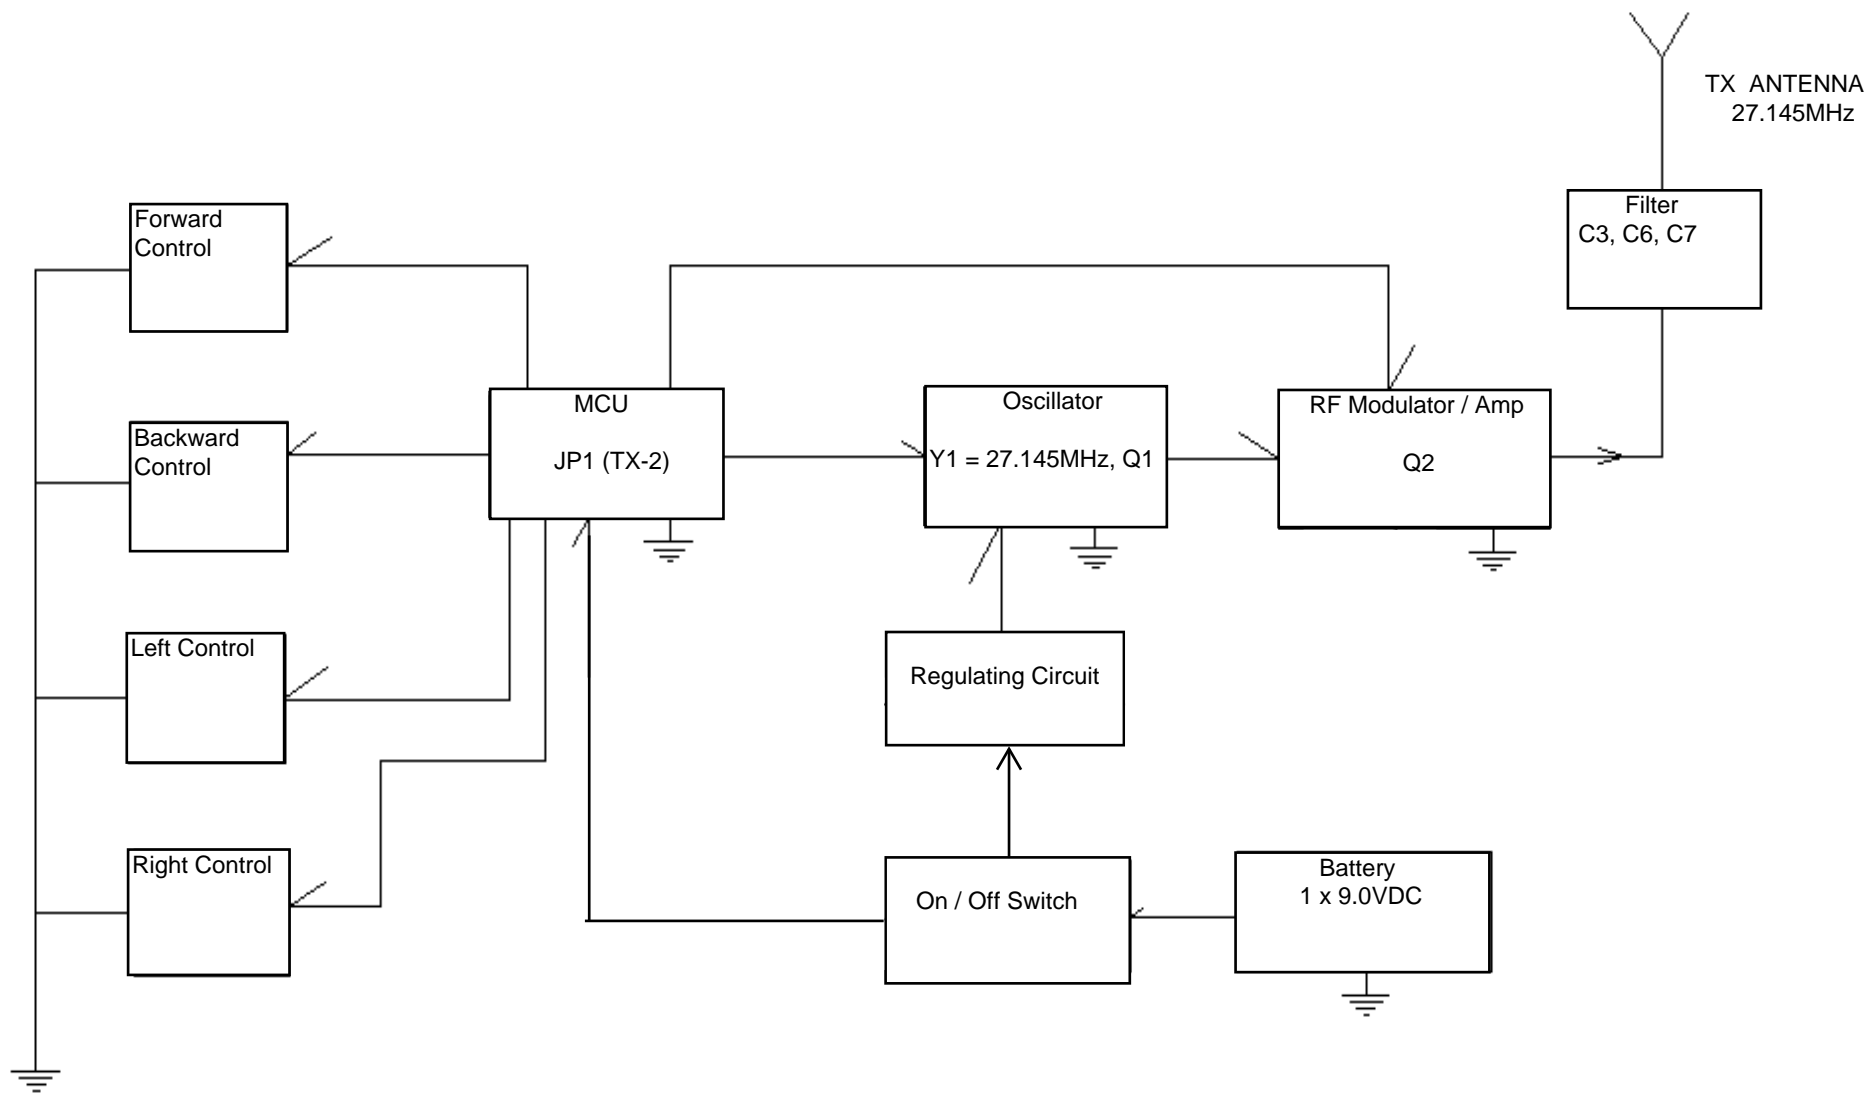 TX ANTENNA
27.145MHz
Filter
C3, C6, C7
Forward
Control
Backward
Control
Left Control
Right Control
MCU
JP1 (TX-2)
Oscillator
Y1 = 27.145MHz, Q1
RF Modulator / Amp
Q2
Regulating Circuit
On / Off Switch
Battery
1 x 9.0VDC